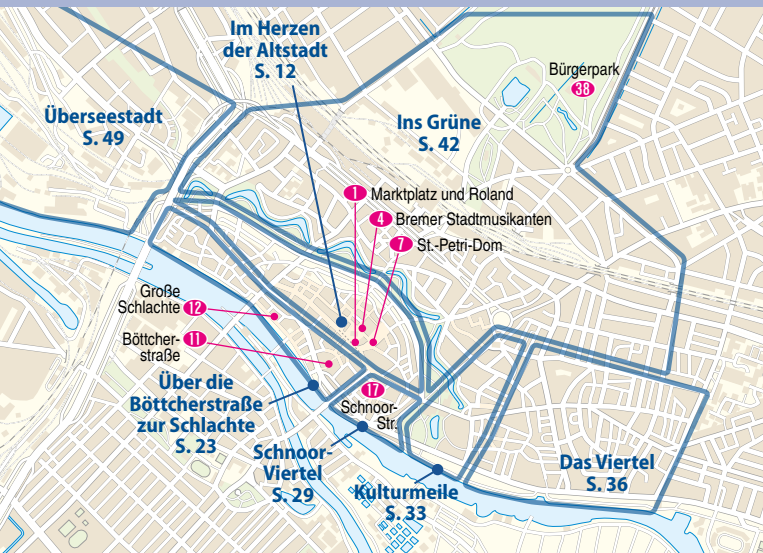 Im Herzen
der Altstadt
S. 12
Bürgerpark
38
Überseestadt
S. 49
Ins Grüne
S. 42
1 Marktplatz und Roland
4 Bremer Stadtmusikanten
7 St.-Petri-Dom
Große
Schlachte 12
Böttcher-
straße 11
17
Schnoor-
Str.
Über die
Böttcherstraße
zur Schlachte
S. 23
Schnoor-
Viertel
S. 29
Kulturmeile
S. 33
Das Viertel
S. 36